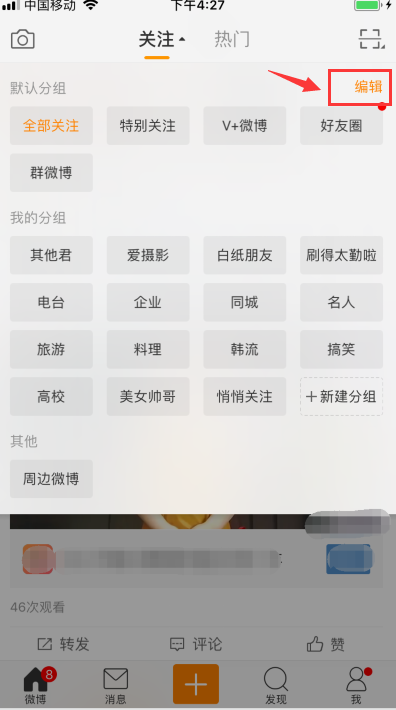 中国移动 下午4:27
关注 热门
默认分组 编辑
全部关注 特别关注 V+微博 好友圈
群微博
我的分组
其他君 爱摄影 白纸朋友 刷得太勤啦
电台 企业 同城 名人
旅游 料理 韩流 搞笑
高校 美女帅哥 悄悄关注 +新建分组
其他
周边微博
46次观看
转发 评论 赞
8
微博 消息 发现 我